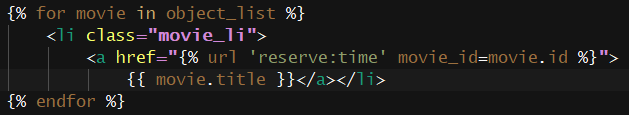 {% for movie in object_list %}
<li class="movie_li">
<a href="{% url 'reserve:time' movie_id=movie.id %}">
{{ movie.title }}</a></li>
{% endfor %}